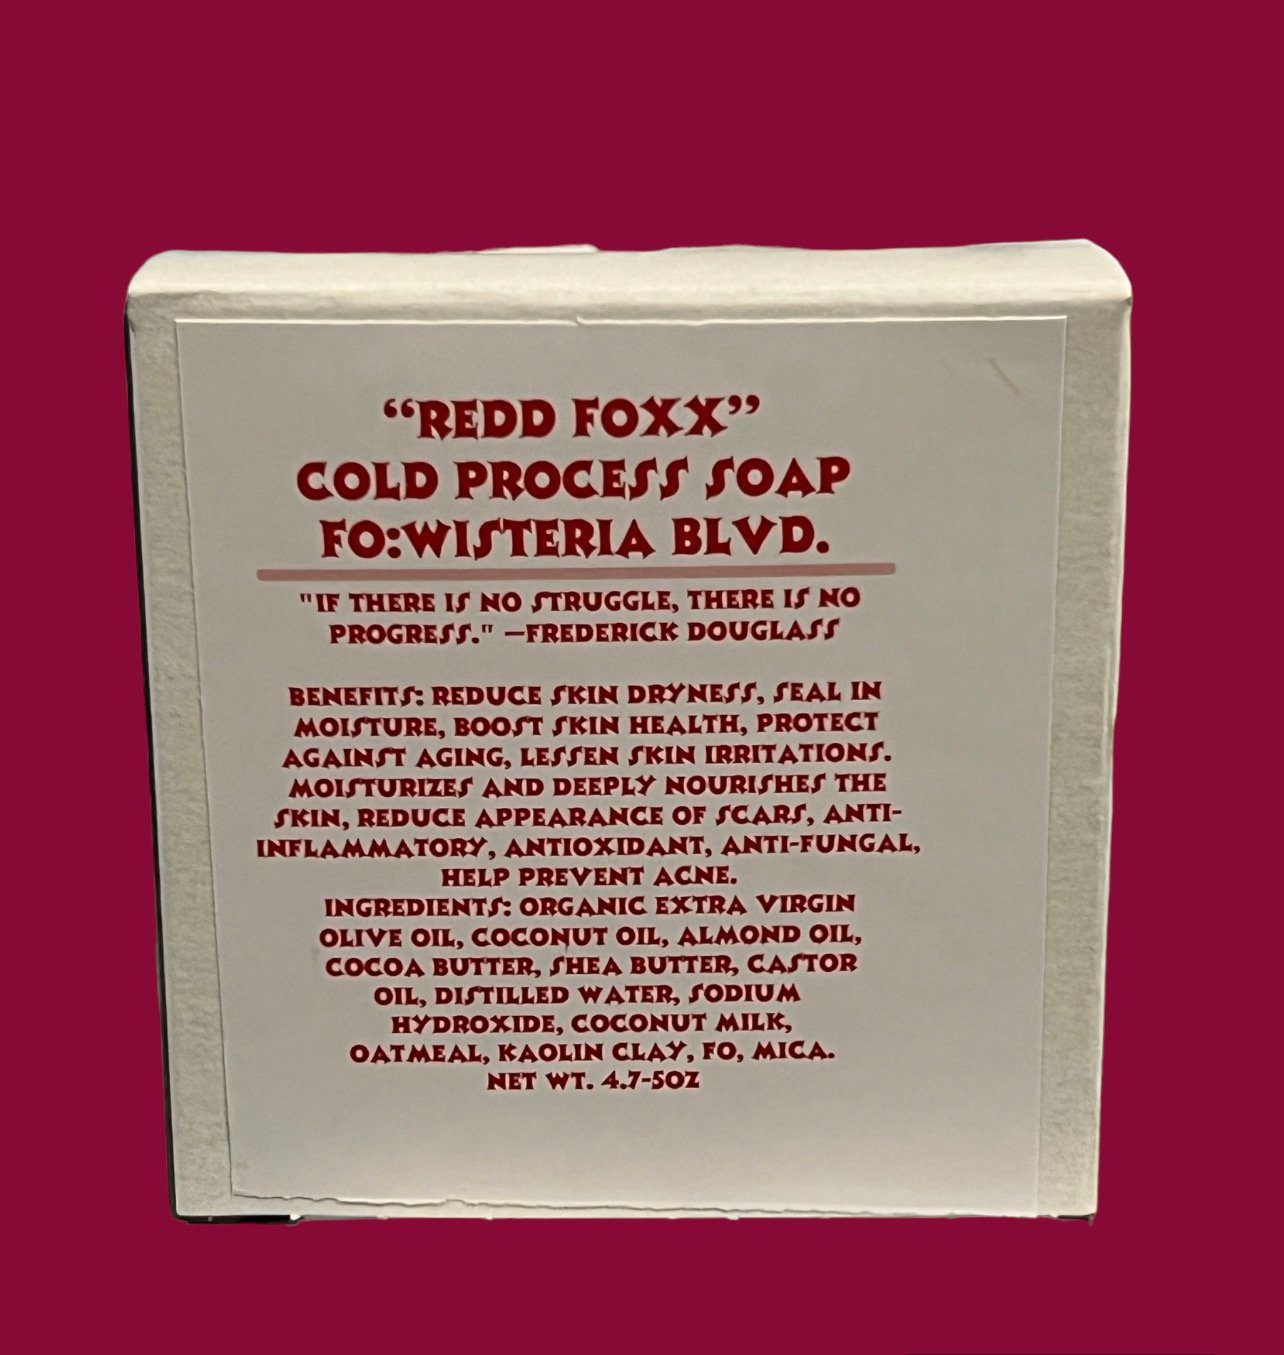 “REDD FOXX”
COLD PROCESS SOAP
FO:WISTERIA BLVD.
"IF THERE IS NO STRUGGLE, THERE IS NO
PROGRESS." –FREDERICK DOUGLASS
BENEFITS: REDUCE SKIN DRYNESS, SEAL IN
MOISTURE, BOOST SKIN HEALTH, PROTECT
AGAINST AGING, LESSEN SKIN IRRITATIONS.
MOISTURIZES AND DEEPLY NOURISHES THE
SKIN, REDUCE APPEARANCE OF SCARS, ANTI-
INFLAMMATORY, ANTIOXIDANT, ANTI-FUNGAL,
HELP PREVENT ACNE.
INGREDIENTS: ORGANIC EXTRA VIRGIN
OLIVE OIL, COCONUT OIL, ALMOND OIL,
COCOA BUTTER, SHEA BUTTER, CASTOR
OIL, DISTILLED WATER, SODIUM
HYDROXIDE, COCONUT MILK,
OATMEAL, KAOLIN CLAY, FO, MICA.
NET WT. 4.7-5OZ